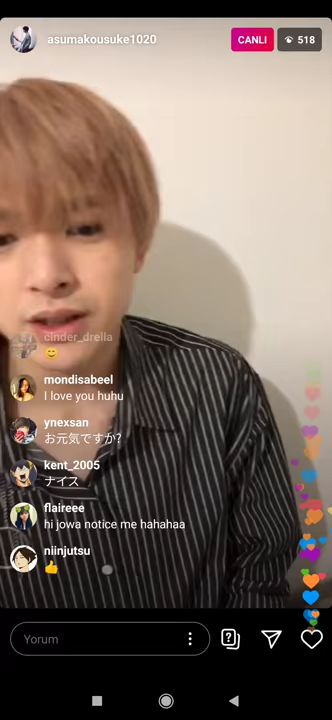 asumakousuke1020
CANLI
518
cinder_drella
😊
mondisabeel
I love you huhu
ynexsan
お元気ですか?
kent_2005
ナイス
flaireee
hi jowa notice me hahahaa
niinjutsu
👍
Yorum